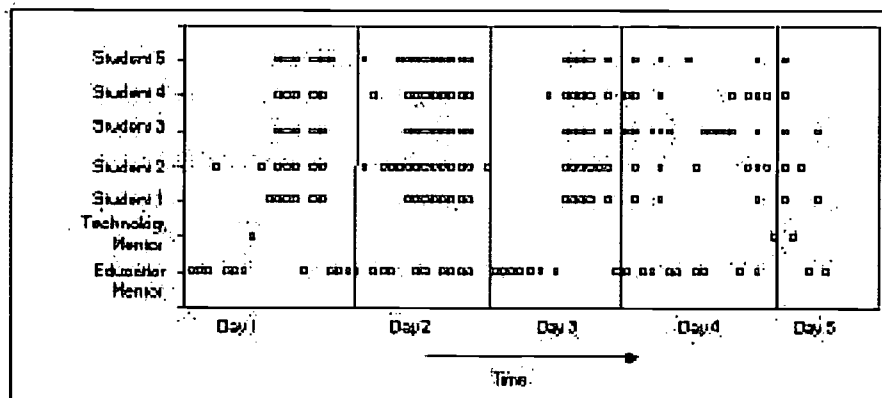 Student 5
Student 4
Student 3
Student 2
Student 1
Technology
Mentor
Education
Mentor
Day 1
Day 2
Day 3
Day 4
Day 5
Time